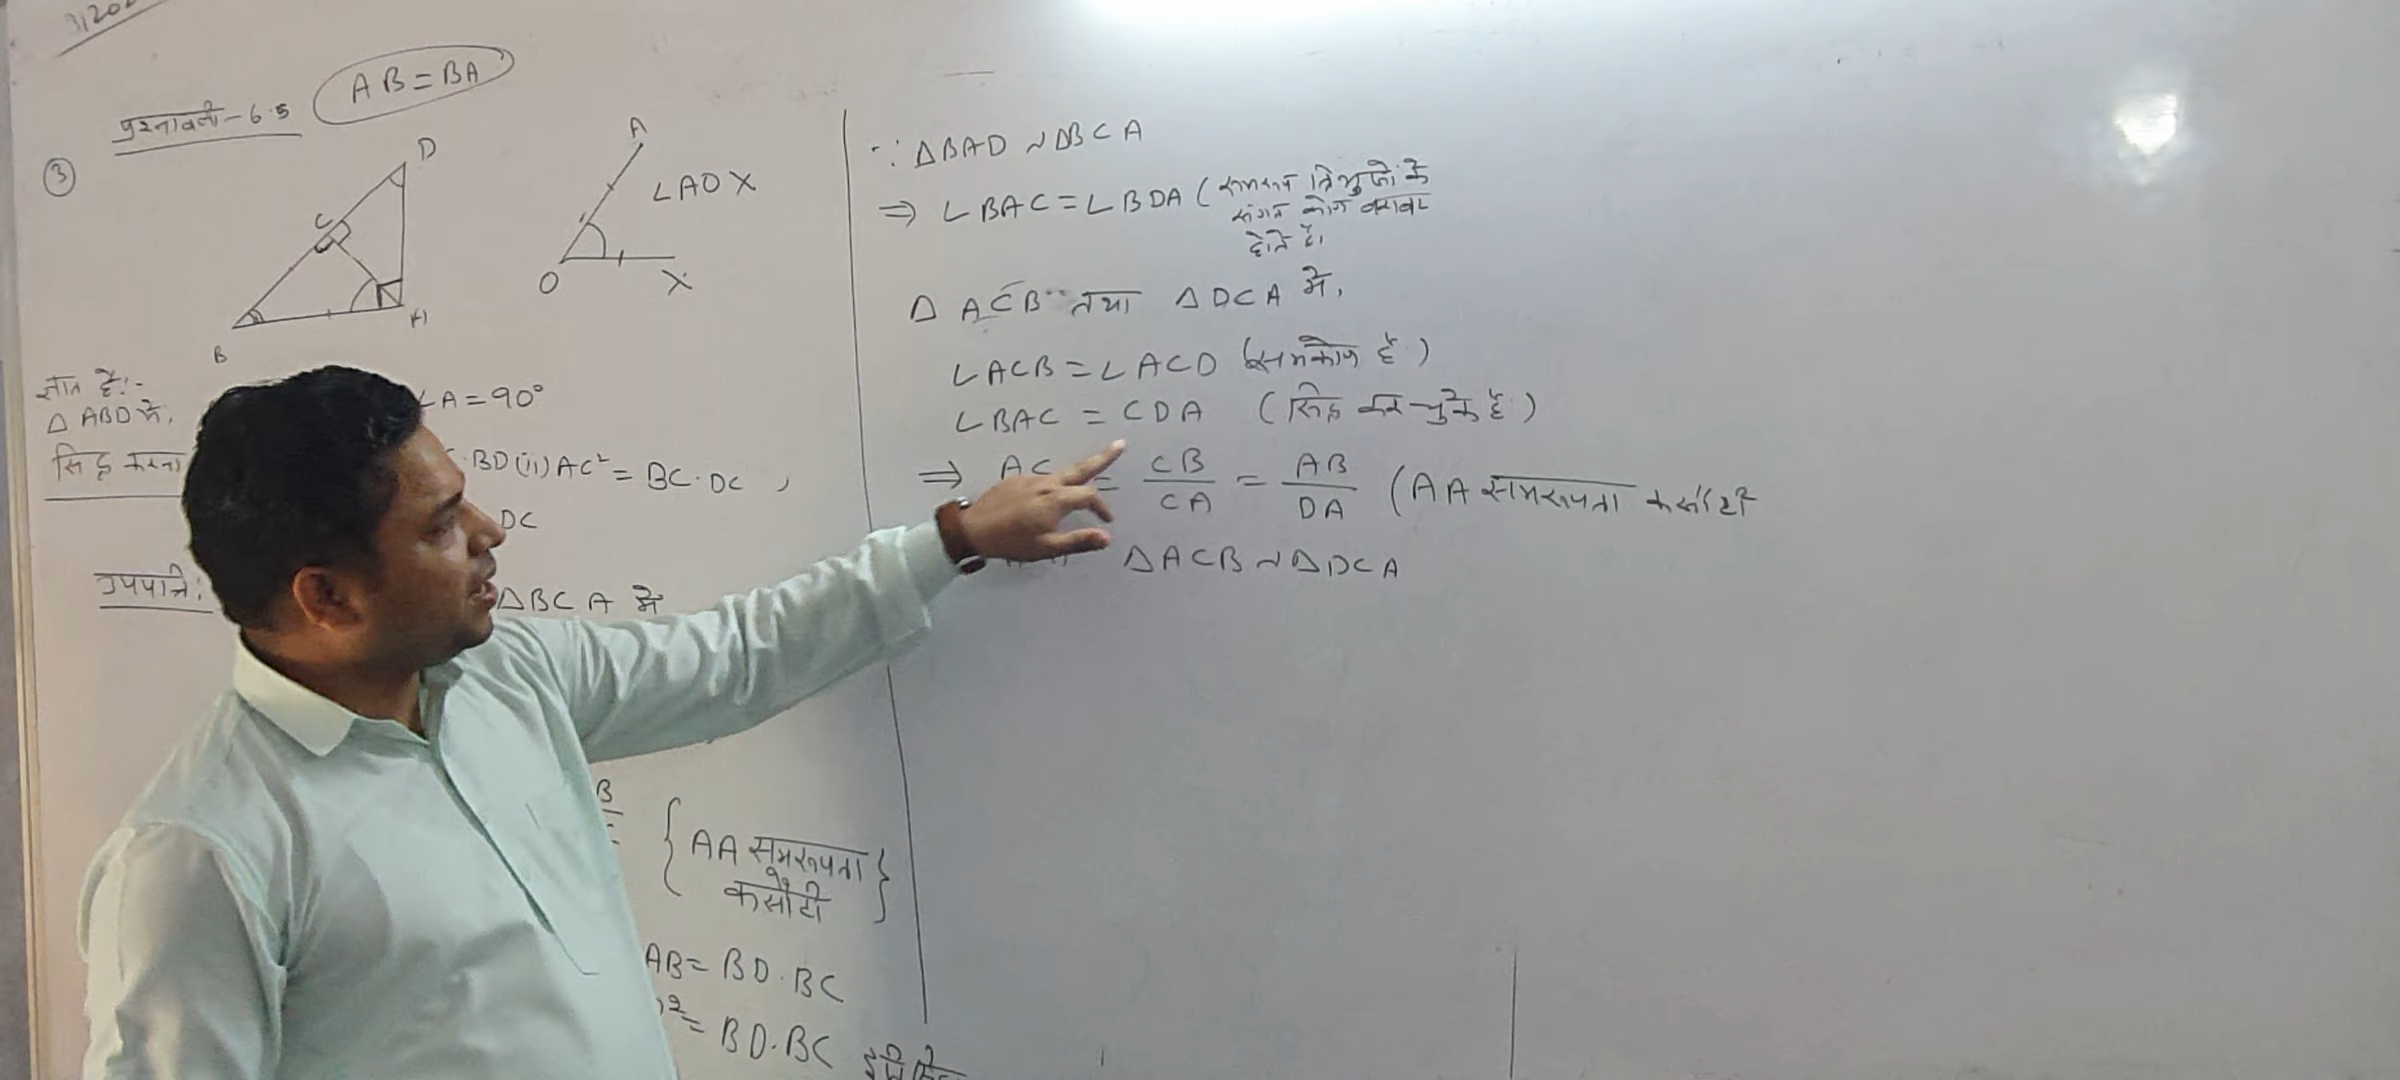 प्रश्नावली-6.5
AB=BA
3
D
C
B
A
A
∠AOX
O
X
ज्ञात है:-
△ABD में,
∠A=90°
सिद्ध करना
BD (ii) AC²=BC·DC,
DC
उपपत्ति:
△BCA में
B
{AA समरूपता
कसौटी}
AB=BD·BC
²=BD·BC
∵ △BAD ~ △BCA
⇒ ∠BAC=∠BDA (समरूप त्रिभुजों के
संगत कोण बराबर
होते हैं।
△ACB तथा △DCA में,
∠ACB=∠ACD (समकोण हैं)
∠BAC = CDA (सिद्ध कर चुके हैं)
⇒ AC = CB/CA = AB/DA (AA समरूपता कसौटी
△ACB ~ △DCA